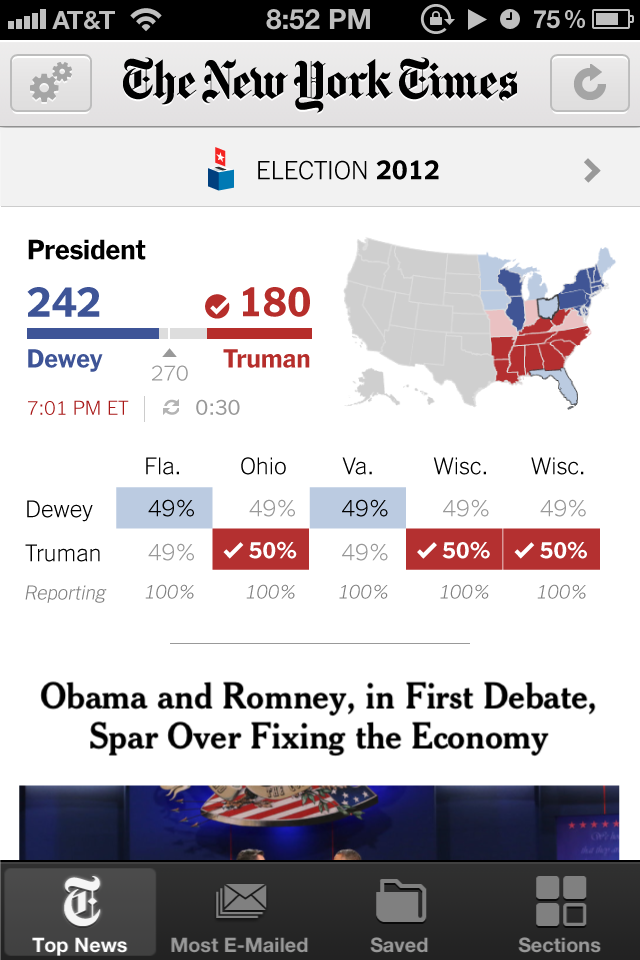 AT&T 8:52 PM 75%
The New York Times
ELECTION 2012
President
242 180
Dewey Truman
270
7:01 PM ET 0:30
Fla. Ohio Va. Wisc. Wisc.
Dewey 49% 49% 49% 49% 49%
Truman 49% 50% 49% 50% 50%
Reporting 100% 100% 100% 100% 100%
Obama and Romney, in First Debate,
Spar Over Fixing the Economy
Top News Most E-Mailed Saved Sections